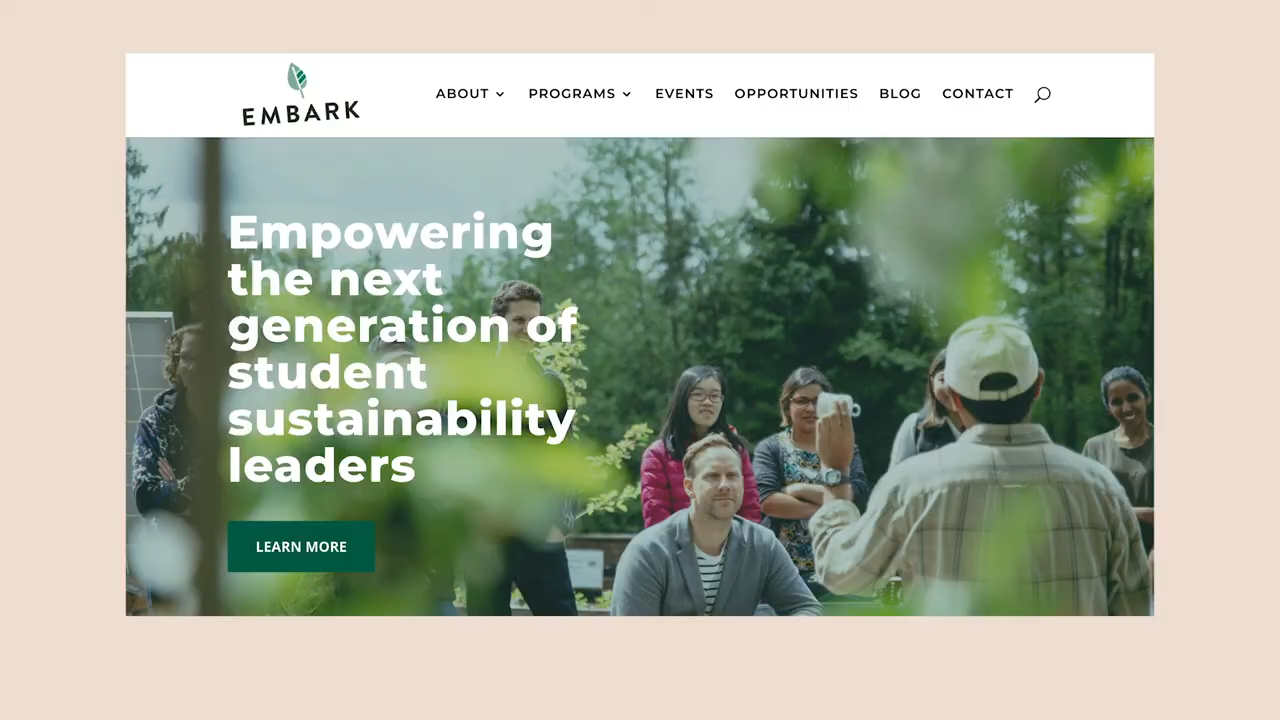 EMBARK
ABOUT PROGRAMS EVENTS OPPORTUNITIES BLOG CONTACT
Empowering
the next
generation of
student
sustainability
leaders
LEARN MORE